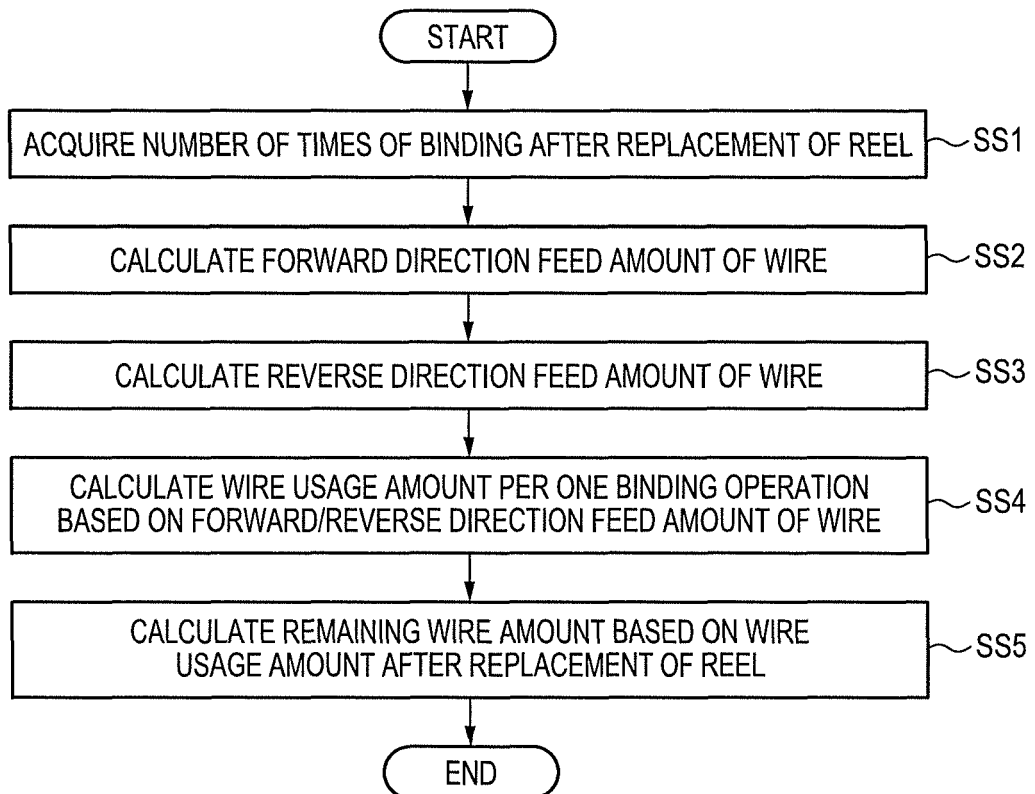 START
ACQUIRE NUMBER OF TIMES OF BINDING AFTER REPLACEMENT OF REEL
SS1
CALCULATE FORWARD DIRECTION FEED AMOUNT OF WIRE
SS2
CALCULATE REVERSE DIRECTION FEED AMOUNT OF WIRE
SS3
CALCULATE WIRE USAGE AMOUNT PER ONE BINDING OPERATION
BASED ON FORWARD/REVERSE DIRECTION FEED AMOUNT OF WIRE
SS4
CALCULATE REMAINING WIRE AMOUNT BASED ON WIRE
USAGE AMOUNT AFTER REPLACEMENT OF REEL
SS5
END